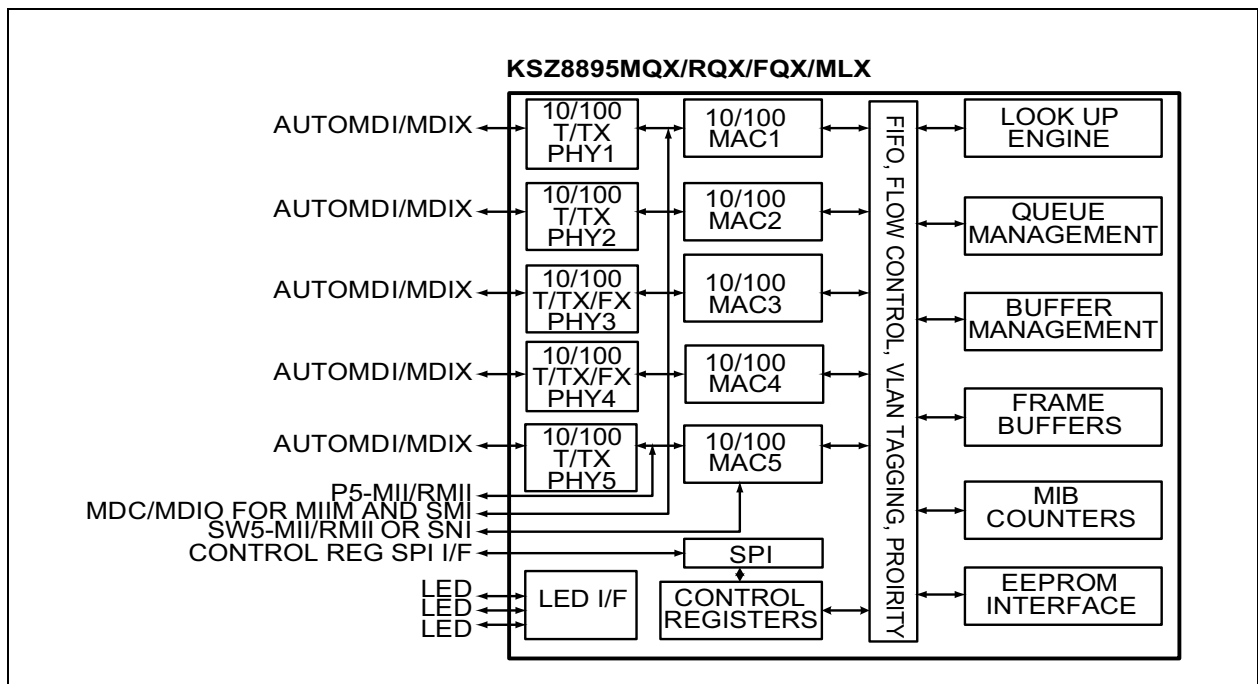 KSZ8895MQX/RQX/FQX/MLX
AUTOMDI/MDIX
10/100
T/TX
PHY1
10/100
MAC1
LOOK UP
ENGINE
AUTOMDI/MDIX
10/100
T/TX
PHY2
10/100
MAC2
QUEUE
MANAGEMENT
AUTOMDI/MDIX
10/100
T/TX/FX
PHY3
10/100
MAC3
BUFFER
MANAGEMENT
AUTOMDI/MDIX
10/100
T/TX/FX
PHY4
10/100
MAC4
FRAME
BUFFERS
AUTOMDI/MDIX
10/100
T/TX
PHY5
10/100
MAC5
FIFO, FLOW CONTROL, VLAN TAGGING, PROIRITY
P5-MII/RMII
MDC/MDIO FOR MIIM AND SMI
SW5-MII/RMII OR SNI
CONTROL REG SPI I/F
SPI
MIB
COUNTERS
LED
LED
LED
LED I/F
CONTROL
REGISTERS
EEPROM
INTERFACE